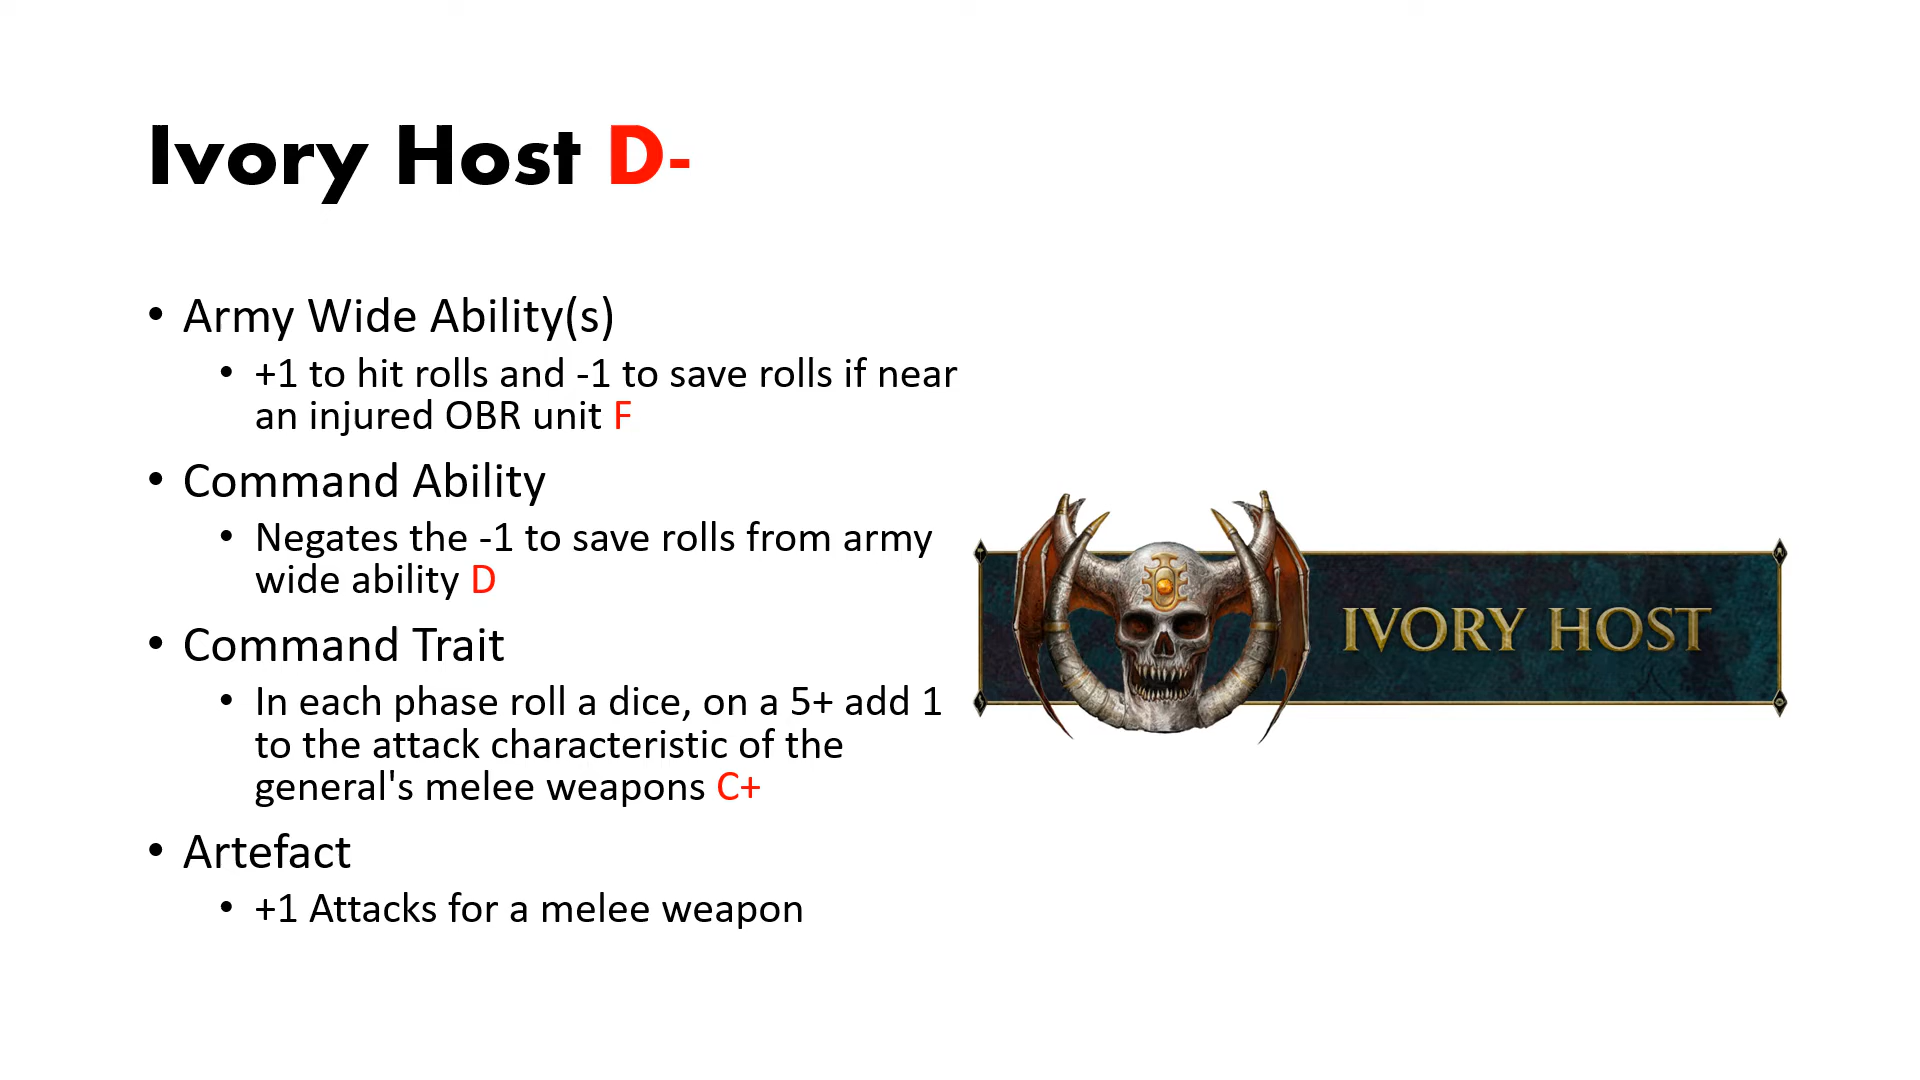 Ivory Host D-
• Army Wide Ability(s)
• +1 to hit rolls and -1 to save rolls if near
an injured OBR unit F
• Command Ability
• Negates the -1 to save rolls from army
wide ability D
• Command Trait
• In each phase roll a dice, on a 5+ add 1
to the attack characteristic of the
general's melee weapons C+
• Artefact
• +1 Attacks for a melee weapon
IVORY HOST